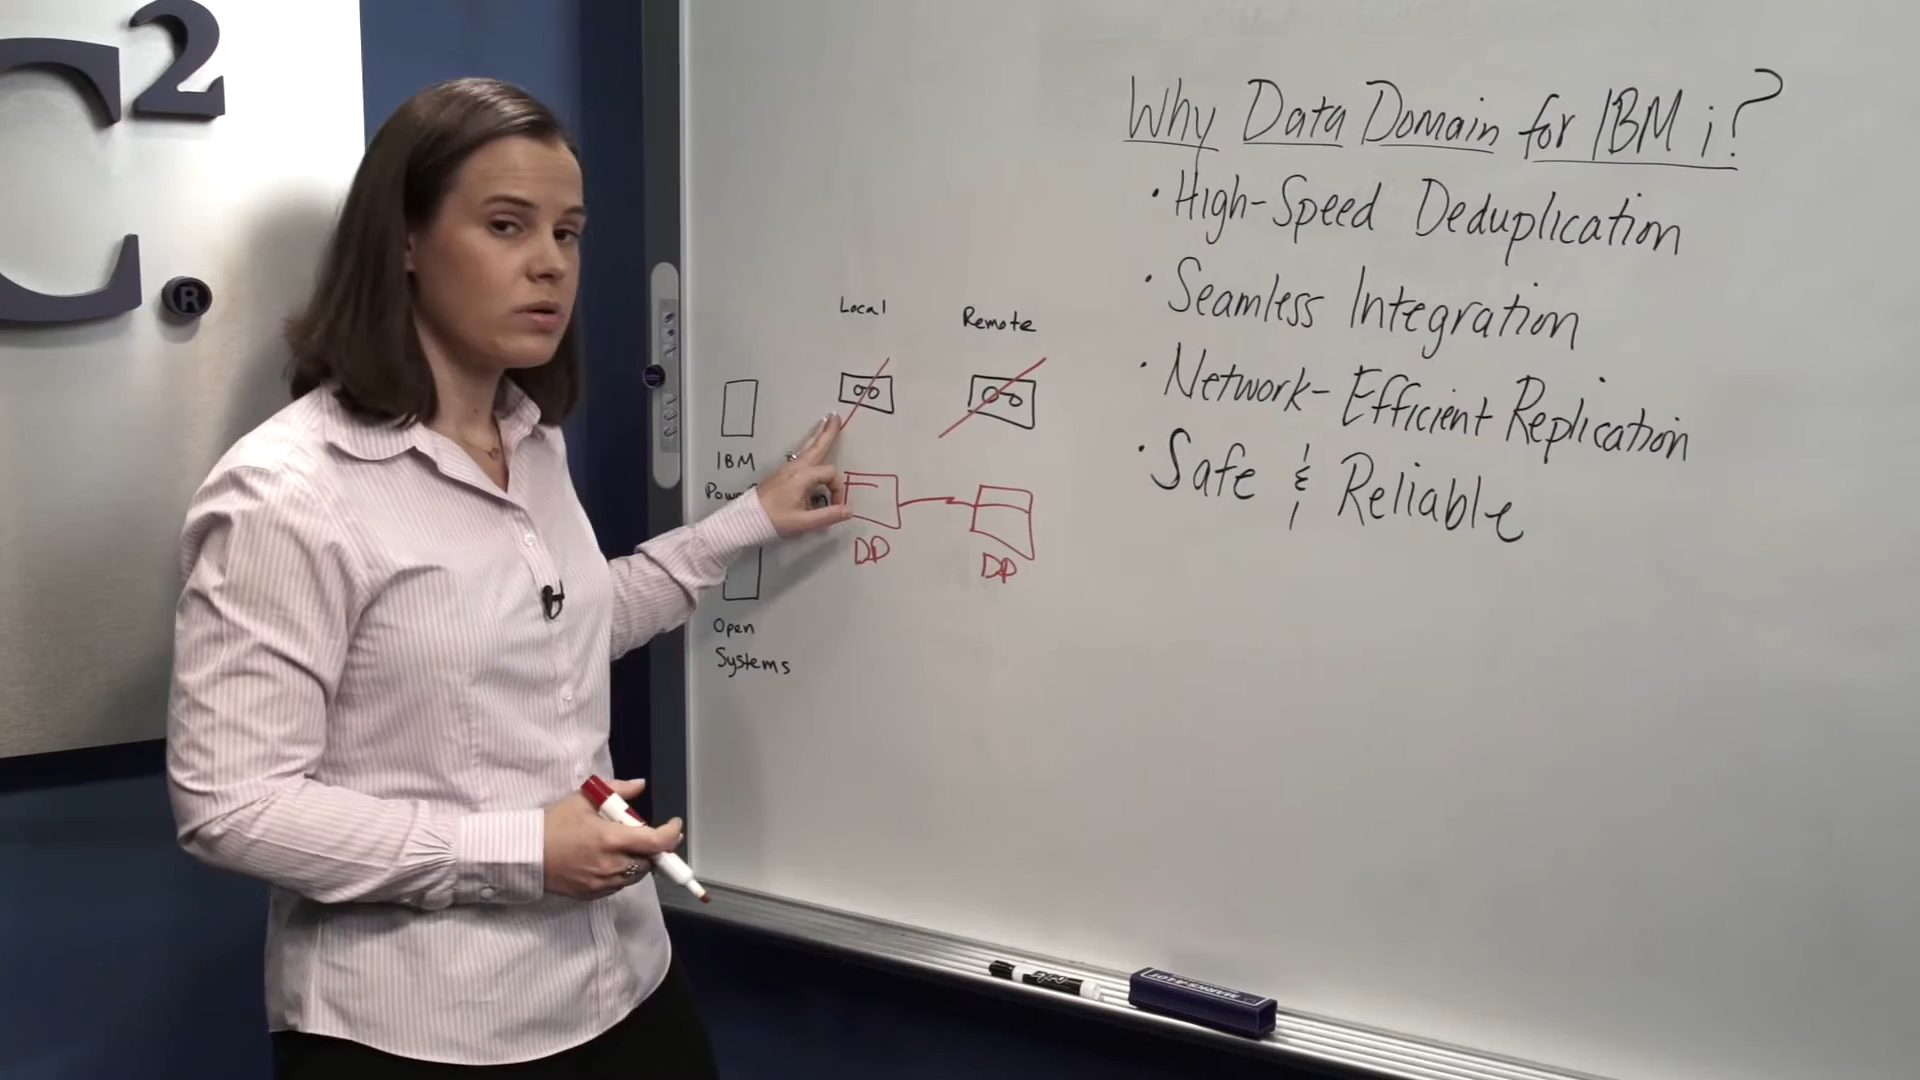 C²
®
Why Data Domain for IBM i?
· High-Speed Deduplication
· Seamless Integration
· Network-Efficient Replication
· Safe & Reliable
Local Remote
IBM
DD DD
Open
Systems